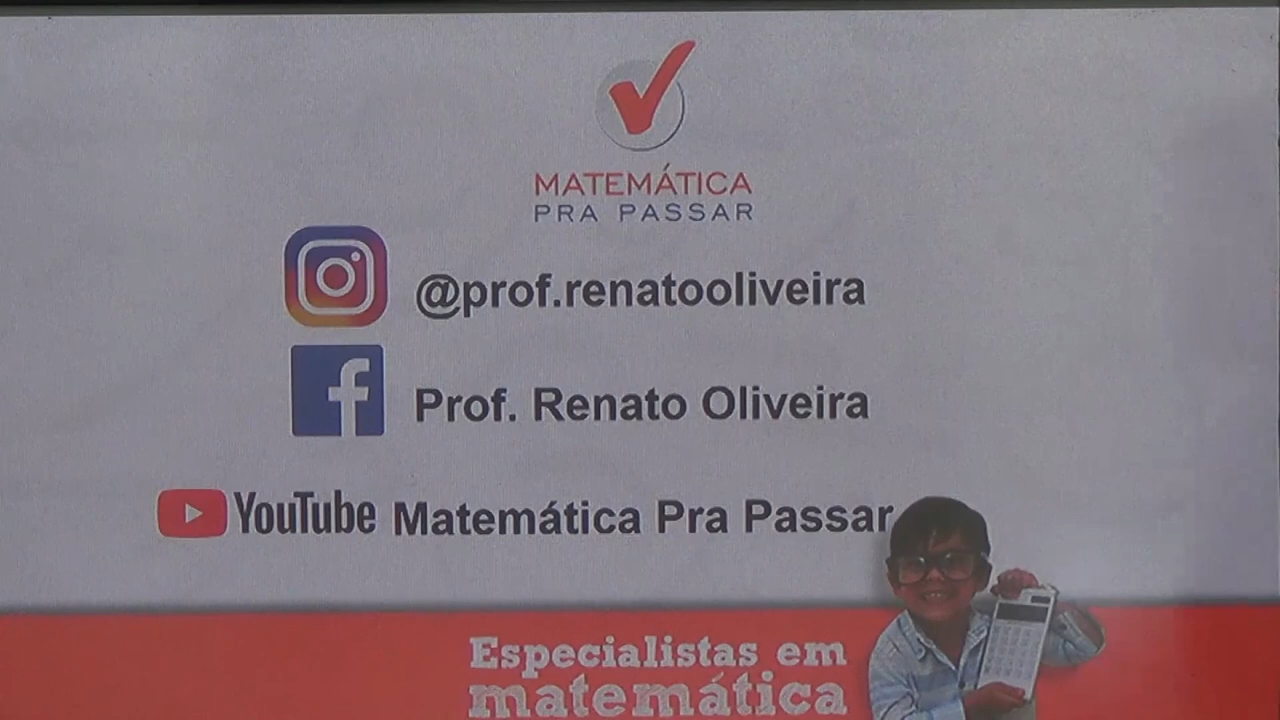 MATEMÁTICA
PRA PASSAR
@prof.renatooliveira
Prof. Renato Oliveira
YouTube Matemática Pra Passar
Especialistas em
matemática